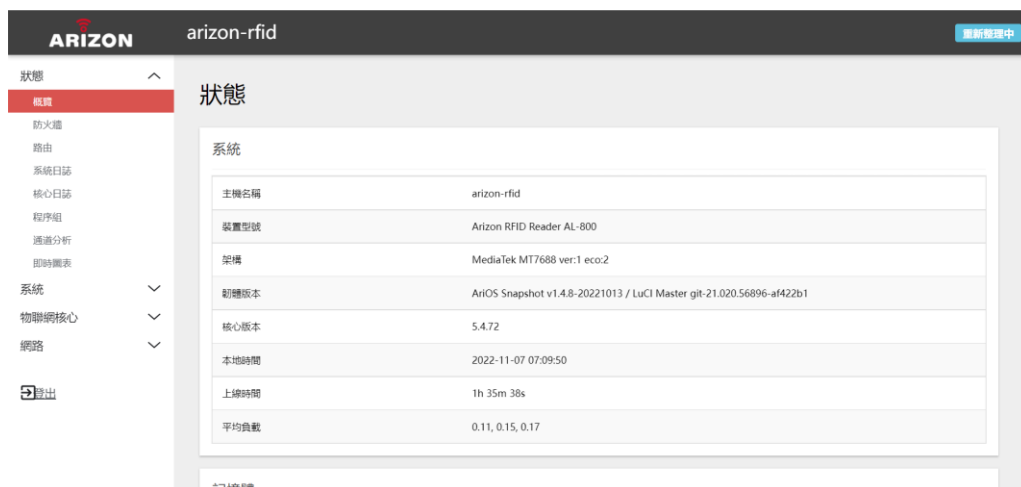 ARIZON
arizon-rfid
重新整理中
狀態
概覽
防火牆
路由
系統日誌
核心日誌
程序組
通道分析
即時圖表
系統
物聯網核心
網路
登出
狀態
系統
主機名稱 arizon-rfid
裝置型號 Arizon RFID Reader AL-800
架構 MediaTek MT7688 ver:1 eco:2
韌體版本 AriOS Snapshot v1.4.8-20221013 / LuCI Master git-21.020.56896-af422b1
核心版本 5.4.72
本地時間 2022-11-07 07:09:50
上線時間 1h 35m 38s
平均負載 0.11, 0.15, 0.17